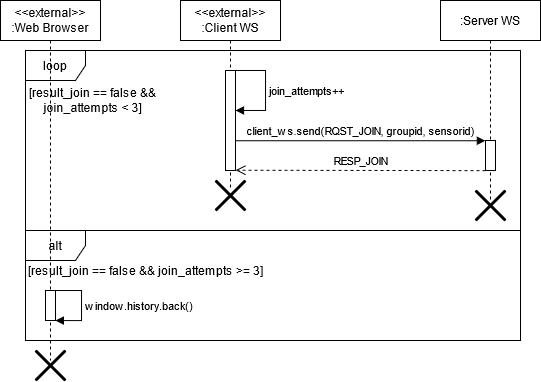 <<external>>
:Web Browser
<<external>>
:Client WS
:Server WS
loop
[result_join == false &&
join_attempts < 3]
join_attempts++
client_ws.send(RQST_JOIN, groupid, sensorid)
RESP_JOIN
alt
[result_join == false && join_attempts >= 3]
window.history.back()